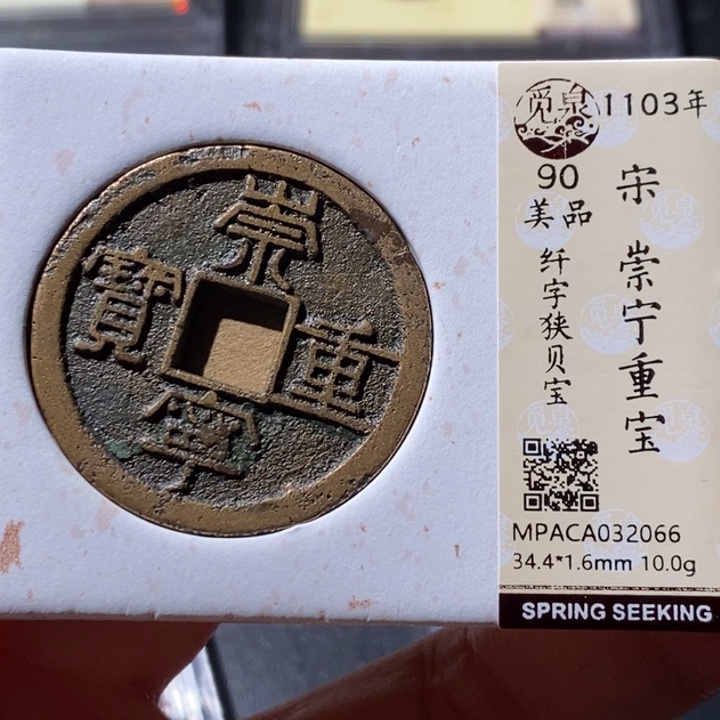 崇
重
寧
寶
觅泉
1103年
90
美品
纤字狭贝宝
宋 崇宁重宝
MPACA032066
34.4*1.6mm 10.0g
SPRING SEEKING